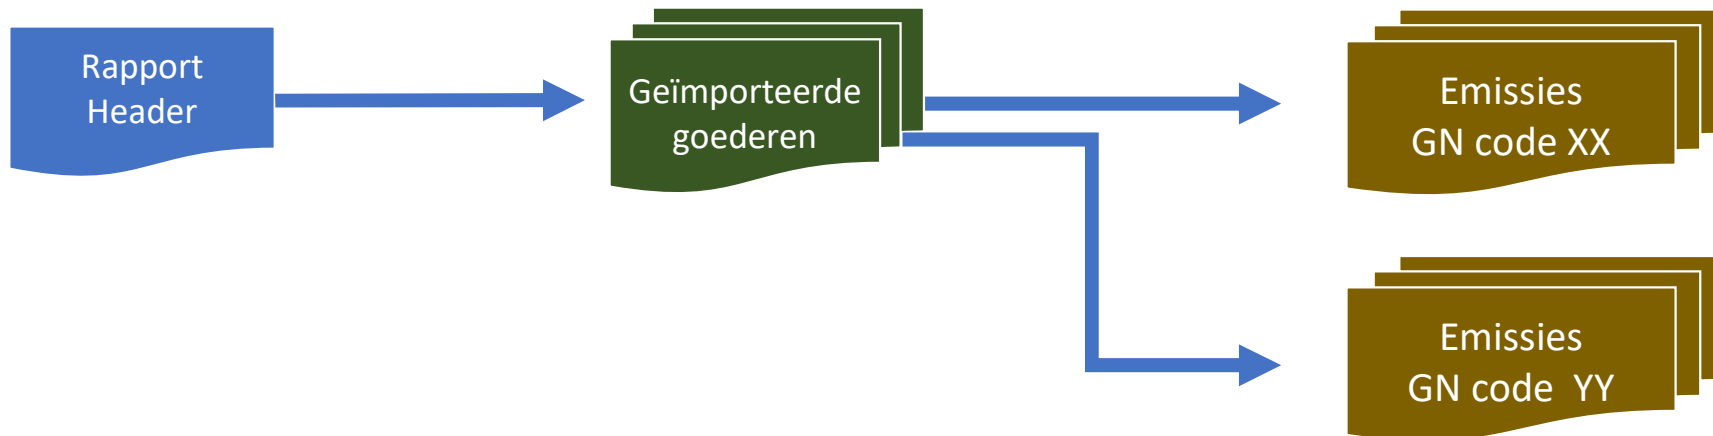 Rapport
Header
Geïmporteerde
goederen
Emissies
GN code XX
Emissies
GN code  YY